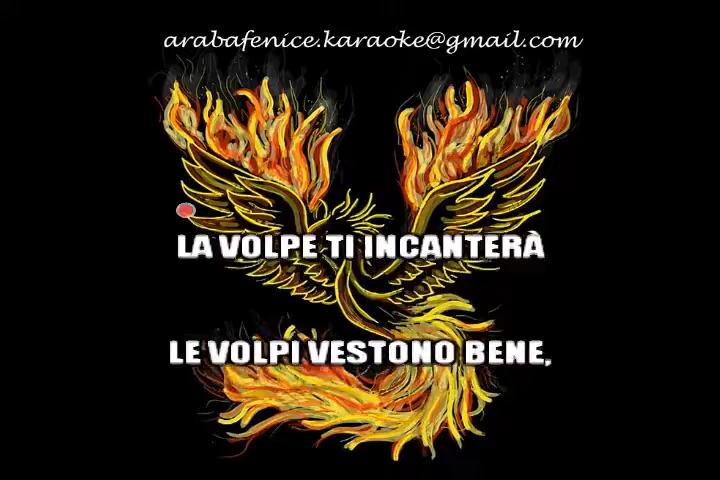 arabafenice.karaoke@gmail.com
LA VOLPE TI INCANTERÀ
LE VOLPI VESTONO BENE,